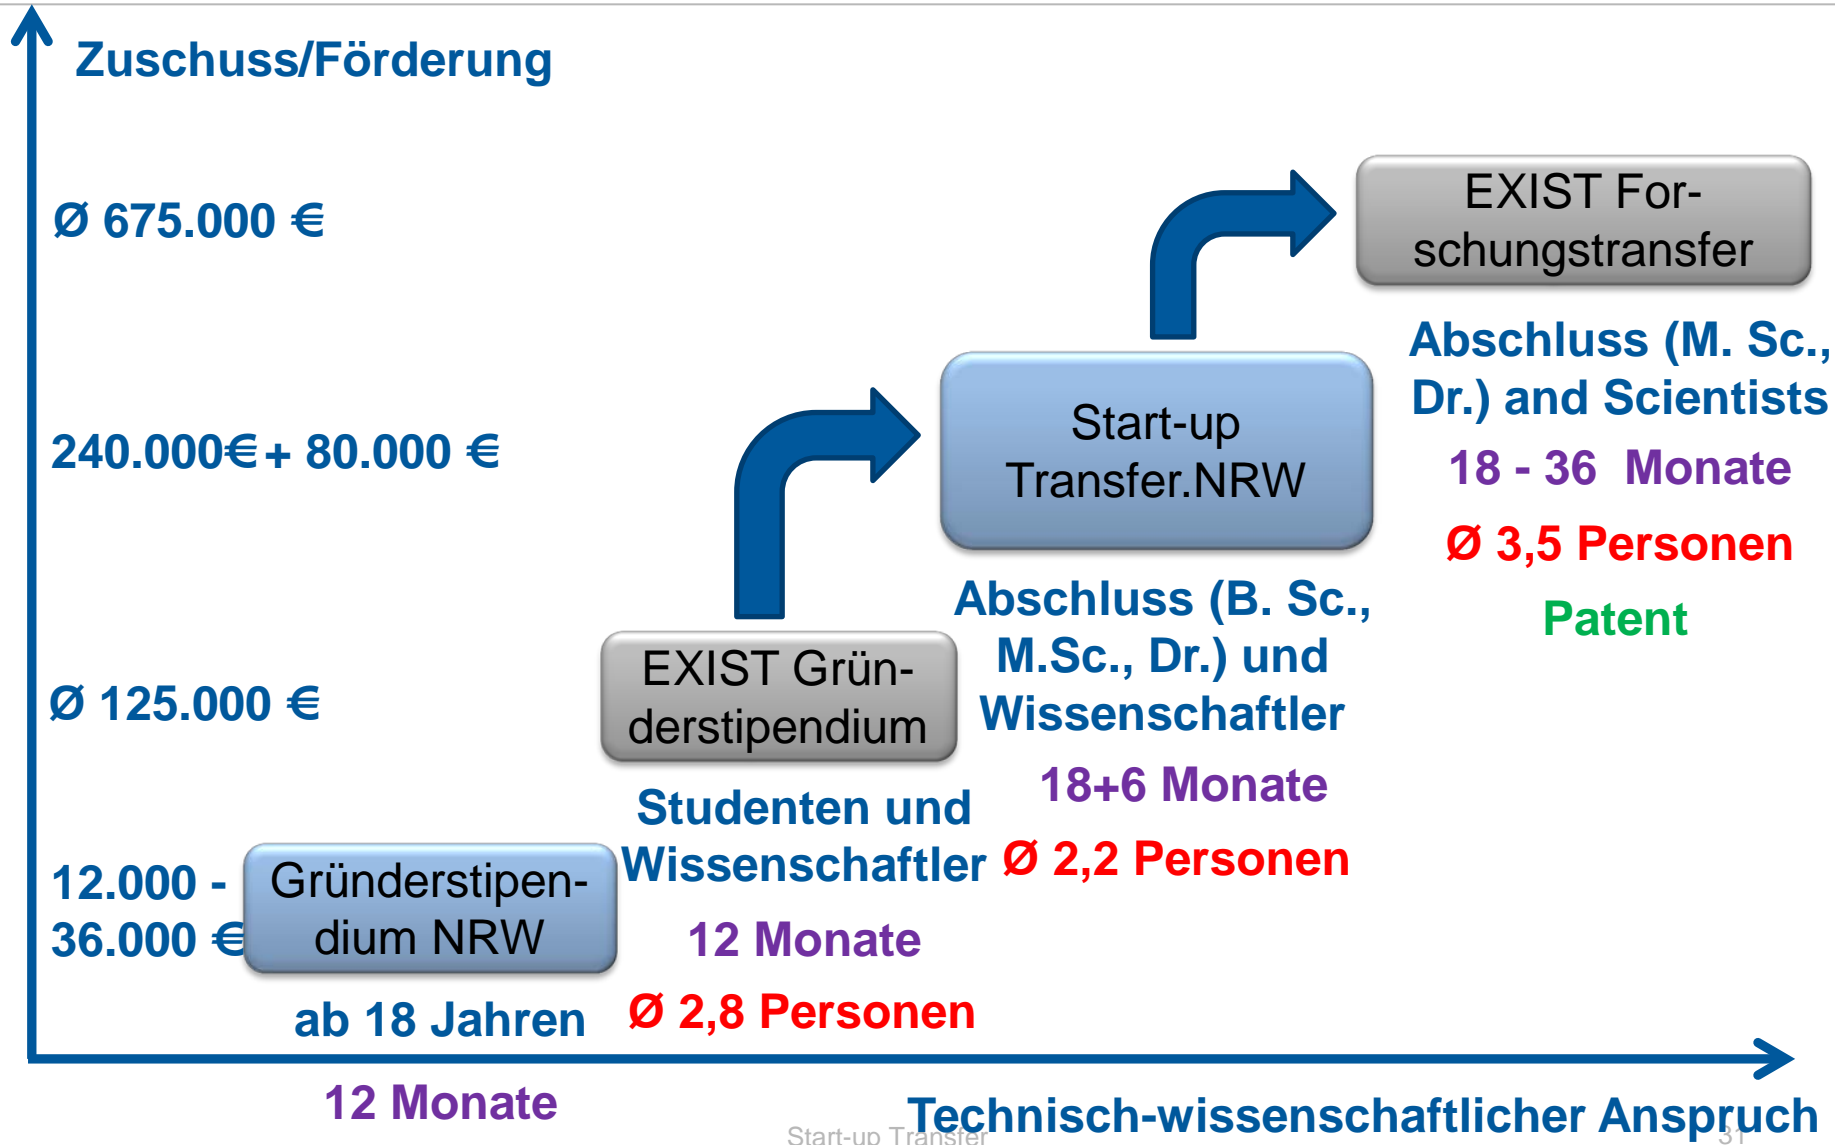 Zuschuss/Förderung
Ø 675.000 €
EXIST For-
schungstransfer
Abschluss (M. Sc.,
Dr.) and Scientists
18 - 36 Monate
Ø 3,5 Personen
Patent
240.000€ + 80.000 €
Start-up
Transfer.NRW
Abschluss (B. Sc.,
M.Sc., Dr.) und
Wissenschaftler
18+6 Monate
Ø 2,2 Personen
Ø 125.000 €
EXIST Grün-
derstipendium
Studenten und
Wissenschaftler
12 Monate
Ø 2,8 Personen
12.000 -
36.000 €
Gründerstipen-
dium NRW
ab 18 Jahren
12 Monate
Technisch-wissenschaftlicher Anspruch
Start-up Transfer
31